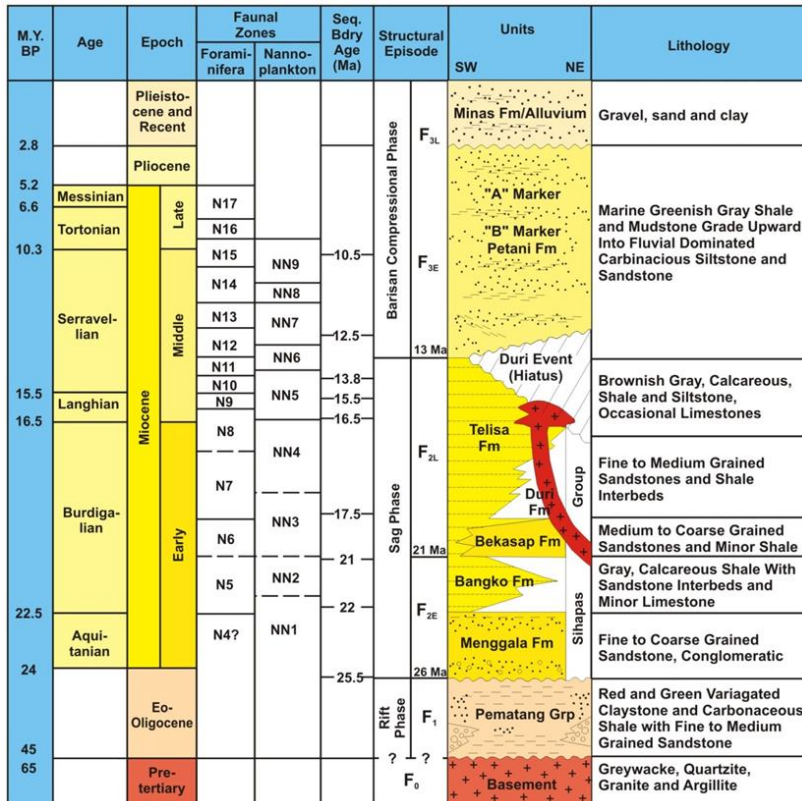 M.Y.
BP
Age
Epoch
Faunal
Zones
Forami-
nifera
Nanno-
plankton
Seq.
Bdry
Age
(Ma)
Structural
Episode
Units
SW
NE
Lithology
2.8
5.2
6.6
10.3
15.5
16.5
22.5
24
45
65
Messinian
Tortonian
Serravel-
lian
Langhian
Burdiga-
lian
Aqui-
tanian
Plieisto-
cene and
Recent
Pliocene
Miocene
Late
Middle
Early
Eo-
Oligocene
Pre-
tertiary
N17
N16
N15
N14
N13
N12
N11
N10
N9
N8
N7
N6
N5
N4?
NN9
NN8
NN7
NN6
NN5
NN4
NN3
NN2
NN1
10.5
12.5
13.8
15.5
16.5
17.5
21
22
25.5
Barisan Compressional Phase
Sag Phase
Rift
Phase
?
F3L
F3E
13 Ma
F2L
21 Ma
F2E
26 Ma
F1
?
F0
Minas Fm/Alluvium
"A" Marker
"B" Marker
Petani Fm
Duri Event
(Hiatus)
Telisa
Fm
Duri
Fm
Bekasap Fm
Bangko Fm
Menggala Fm
Group
Sihapas
Pematang Grp
Basement
Gravel, sand and clay
Marine Greenish Gray Shale
and Mudstone Grade Upward
Into Fluvial Dominated
Carbinacious Siltstone and
Sandstone
Brownish Gray, Calcareous,
Shale and Siltstone,
Occasional Limestones
Fine to Medium Grained
Sandstones and Shale
Interbeds
Medium to Coarse Grained
Sandstones and Minor Shale
Gray, Calcareous Shale With
Sandstone Interbeds and
Minor Limestone
Fine to Coarse Grained
Sandstone, Conglomeratic
Red and Green Variagated
Claystone and Carbonaceous
Shale with Fine to Medium
Grained Sandstone
Greywacke, Quartzite,
Granite and Argillite